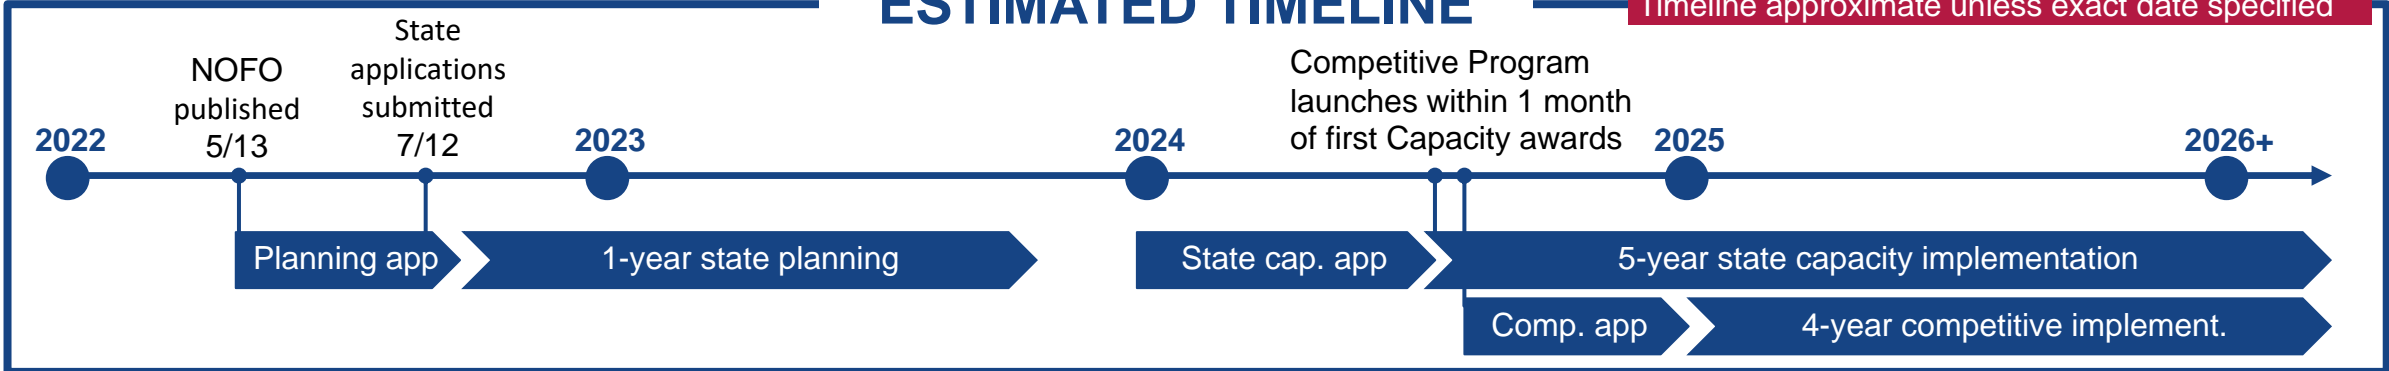 ESTIMATED TIMELINE
Timeline approximate unless exact date specified
NOFO
published
5/13
State
applications
submitted
7/12
Competitive Program
launches within 1 month
of first Capacity awards
2022
2023
2024
2025
2026+
Planning app
1-year state planning
State cap. app
5-year state capacity implementation
Comp. app
4-year competitive implement.